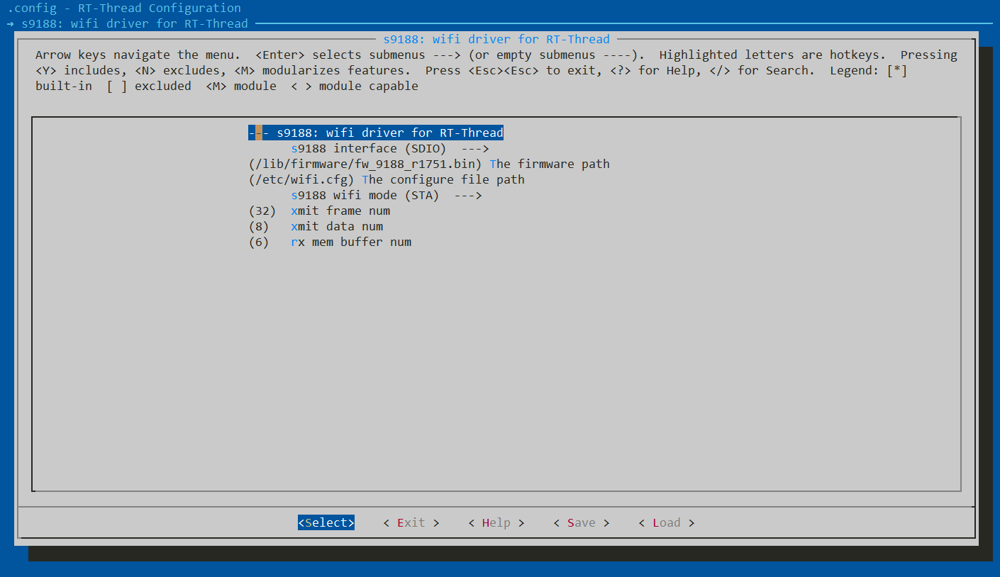 .config - RT-Thread Configuration
→ s9188: wifi driver for RT-Thread
s9188: wifi driver for RT-Thread
Arrow keys navigate the menu.  <Enter> selects submenus ---> (or empty submenus ----).  Highlighted letters are hotkeys.  Pressing
<Y> includes, <N> excludes, <M> modularizes features.  Press <Esc><Esc> to exit, <?> for Help, </> for Search.  Legend: [*]
built-in  [ ] excluded  <M> module  < > module capable
--- s9188: wifi driver for RT-Thread
s9188 interface (SDIO)  --->
(/lib/firmware/fw_9188_r1751.bin) The firmware path
(/etc/wifi.cfg) The configure file path
s9188 wifi mode (STA)  --->
(32)  xmit frame num
(8)   xmit data num
(6)   rx mem buffer num
<Select>    < Exit >    < Help >    < Save >    < Load >